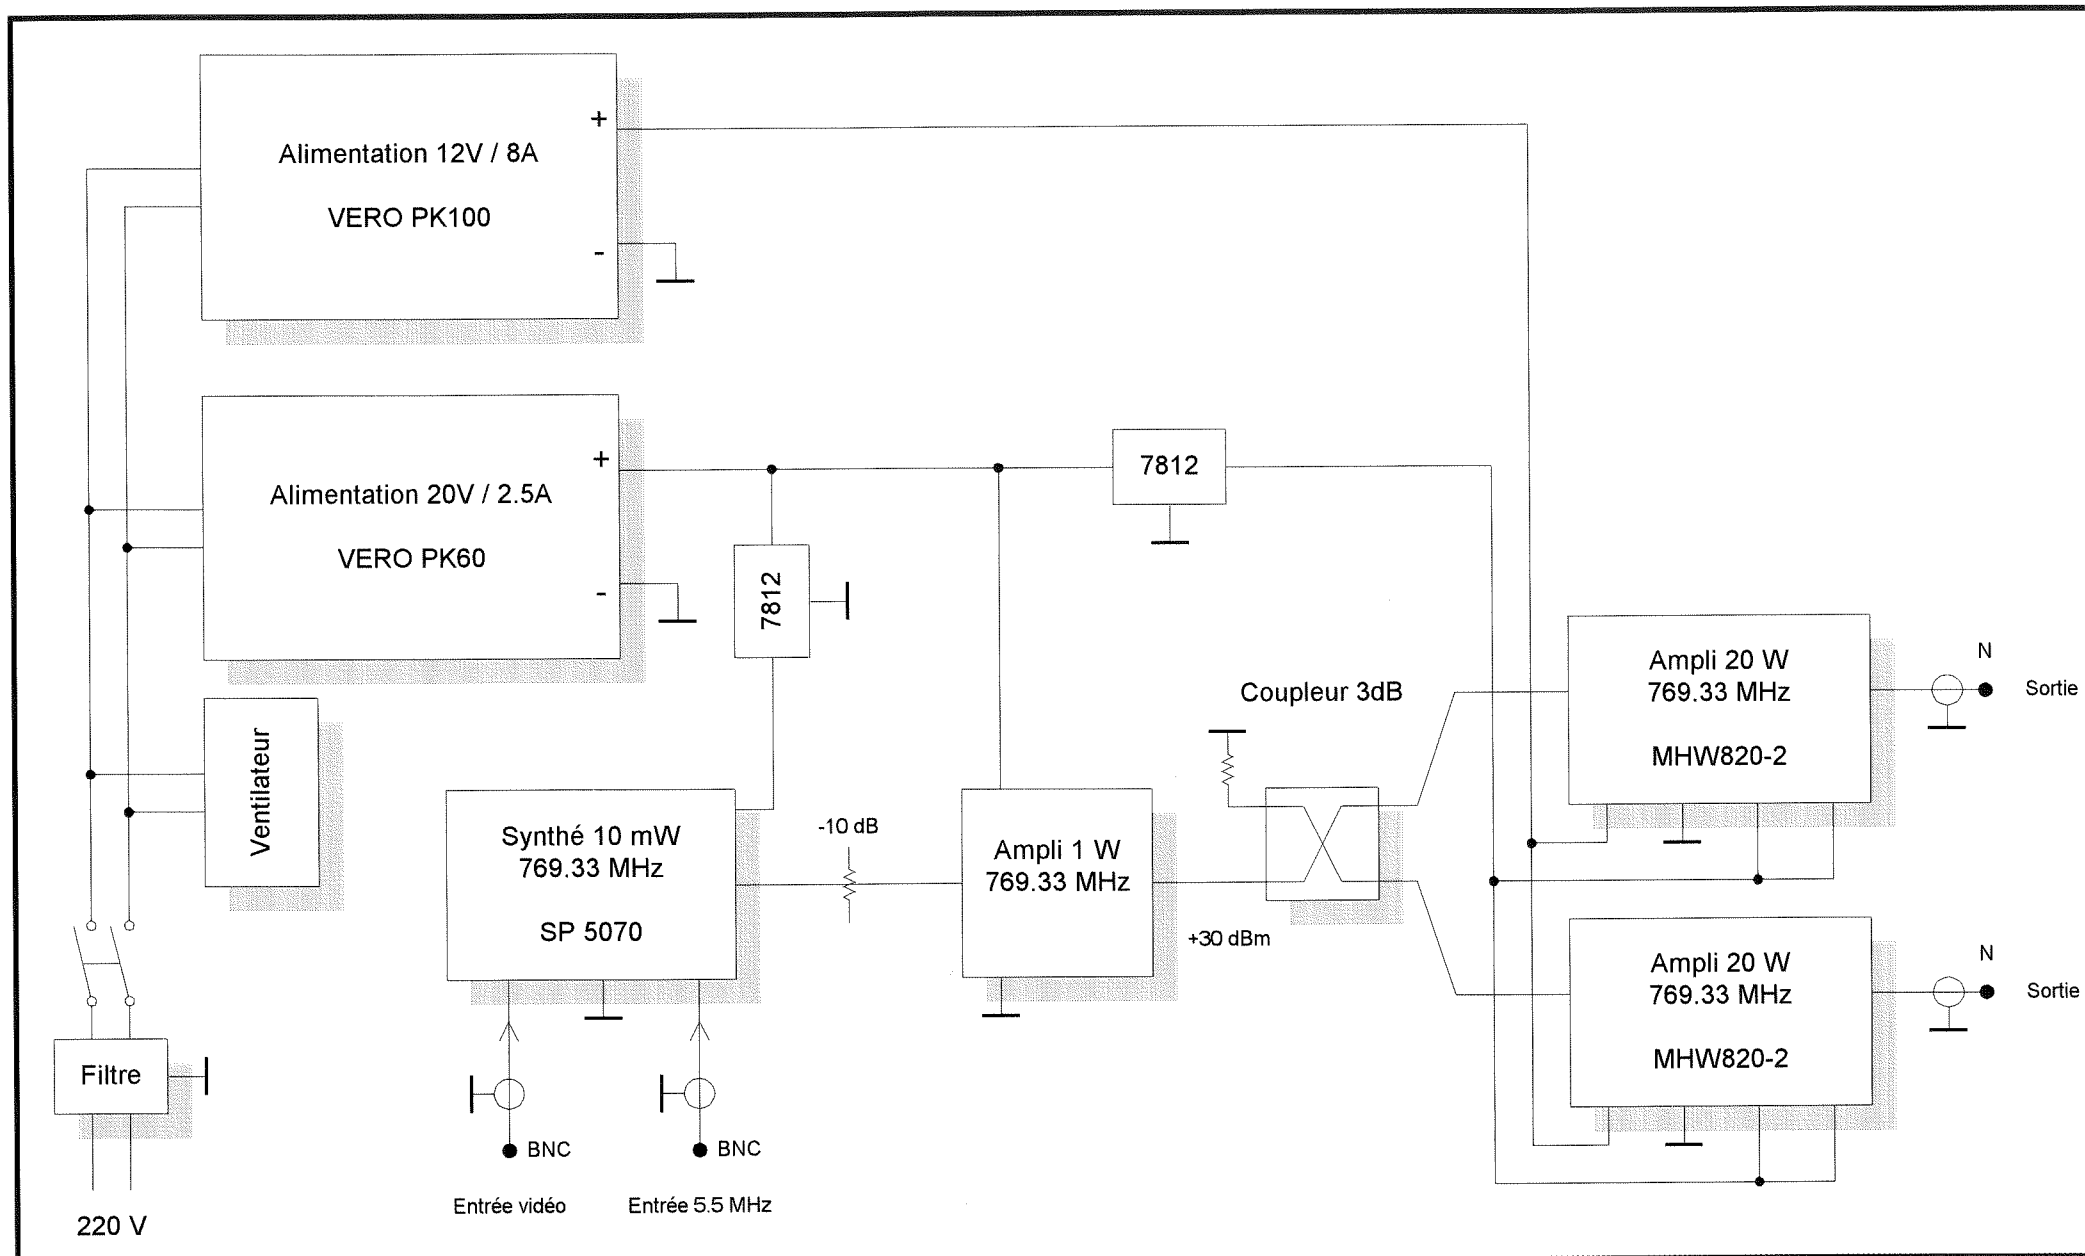 +
Alimentation 12V / 8A
VERO PK100
-
+
Alimentation 20V / 2.5A
VERO PK60
-
7812
7812
Ventilateur
Coupleur 3dB
Ampli 20 W
769.33 MHz
MHW820-2
N
Sortie
Synthé 10 mW
769.33 MHz
SP 5070
-10 dB
Ampli 1 W
769.33 MHz
+30 dBm
Ampli 20 W
769.33 MHz
MHW820-2
N
Sortie
Filtre
BNC
BNC
Entrée vidéo
Entrée 5.5 MHz
220 V